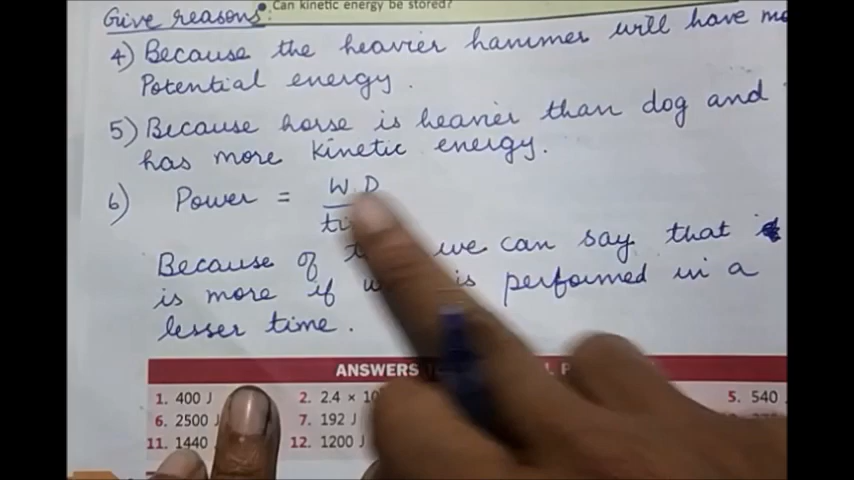 Can kinetic energy be stored?
Give reasons:
4) Because the heavier hammer will have
Potential energy.
5) Because horse is heavier than dog and
has more kinetic energy.
6) Power = W.D
Because of we can say that
is more if is performed in a
lesser time.
ANSWERS
1. 400 J 2. 2.4 × 5. 540
6. 2500 J 7. 192 J
11. 1440 12. 1200 J